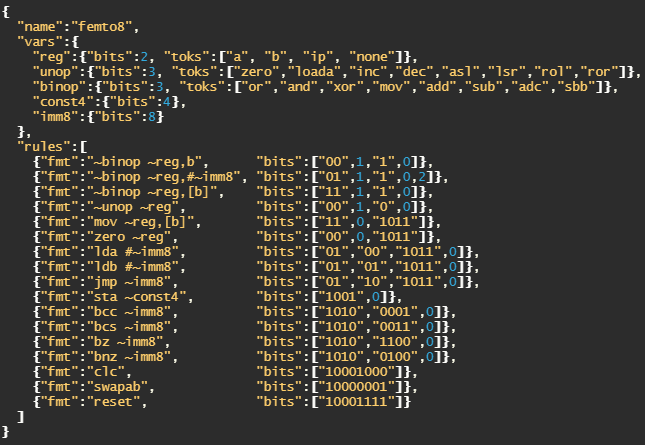 {
  "name":"femto8",
  "vars":{
    "reg":{"bits":2, "toks":["a", "b", "ip", "none"]},
    "unop":{"bits":3, "toks":["zero","loada","inc","dec","asl","lsr","rol","ror"]},
    "binop":{"bits":3, "toks":["or","and","xor","mov","add","sub","adc","sbb"]},
    "const4":{"bits":4},
    "imm8":{"bits":8}
  },
  "rules":[
    {"fmt":"~binop ~reg,b",       "bits":["00",1,"1",0]},
    {"fmt":"~binop ~reg,#~imm8", "bits":["01",1,"1",0,2]},
    {"fmt":"~binop ~reg,[b]",     "bits":["11",1,"1",0]},
    {"fmt":"~unop ~reg",          "bits":["00",1,"0",0]},
    {"fmt":"mov ~reg,[b]",        "bits":["11",0,"1011"]},
    {"fmt":"zero ~reg",           "bits":["00",0,"1011"]},
    {"fmt":"lda #~imm8",          "bits":["01","00","1011",0]},
    {"fmt":"ldb #~imm8",          "bits":["01","01","1011",0]},
    {"fmt":"jmp ~imm8",           "bits":["01","10","1011",0]},
    {"fmt":"sta ~const4",         "bits":["1001",0]},
    {"fmt":"bcc ~imm8",           "bits":["1010","0001",0]},
    {"fmt":"bcs ~imm8",           "bits":["1010","0011",0]},
    {"fmt":"bz ~imm8",            "bits":["1010","1100",0]},
    {"fmt":"bnz ~imm8",           "bits":["1010","0100",0]},
    {"fmt":"clc",                 "bits":["10001000"]},
    {"fmt":"swapab",              "bits":["10000001"]},
    {"fmt":"reset",               "bits":["10001111"]}
  ]
}